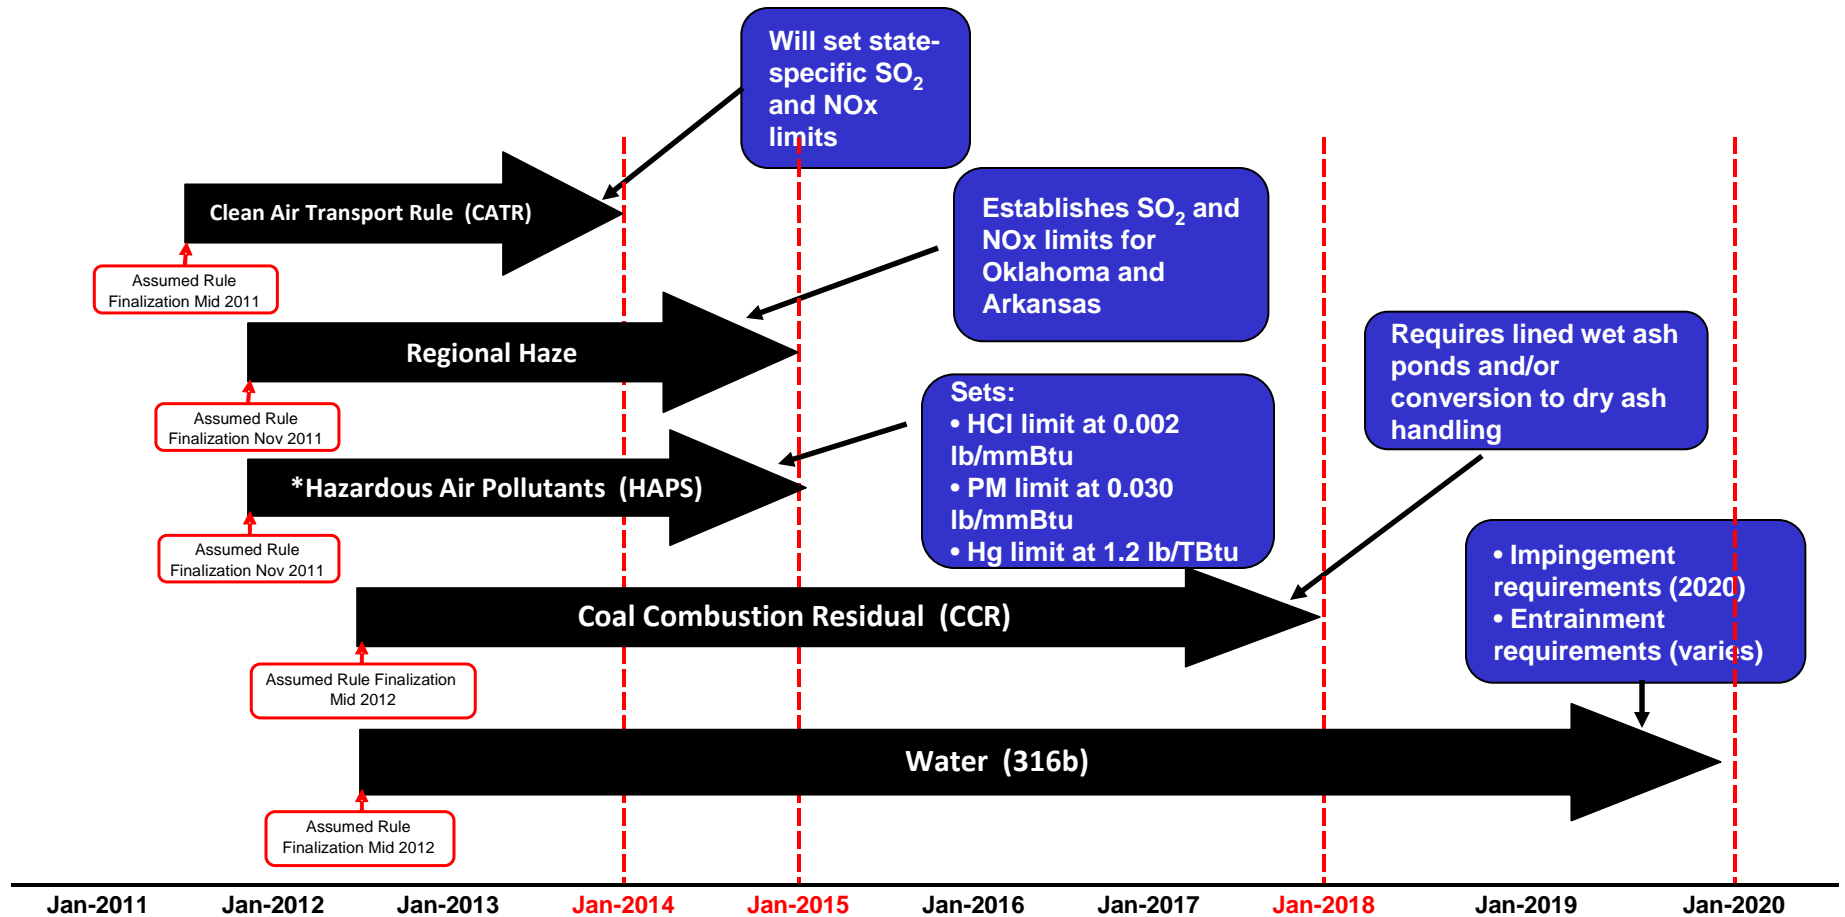 Will set state-
specific SO2
and NOx
limits
Clean Air Transport Rule (CATR)
Assumed Rule
Finalization Mid 2011
Establishes SO2 and
NOx limits for
Oklahoma and
Arkansas
Regional Haze
Assumed Rule
Finalization Nov 2011
Requires lined wet ash
ponds and/or
conversion to dry ash
handling
Sets:
• HCl limit at 0.002
lb/mmBtu
• PM limit at 0.030
lb/mmBtu
• Hg limit at 1.2 lb/TBtu
*Hazardous Air Pollutants (HAPS)
Assumed Rule
Finalization Nov 2011
• Impingement
requirements (2020)
• Entrainment
requirements (varies)
Coal Combustion Residual (CCR)
Assumed Rule Finalization
Mid 2012
Water (316b)
Assumed Rule
Finalization Mid 2012
Jan-2011 Jan-2012 Jan-2013 Jan-2014 Jan-2015 Jan-2016 Jan-2017 Jan-2018 Jan-2019 Jan-2020